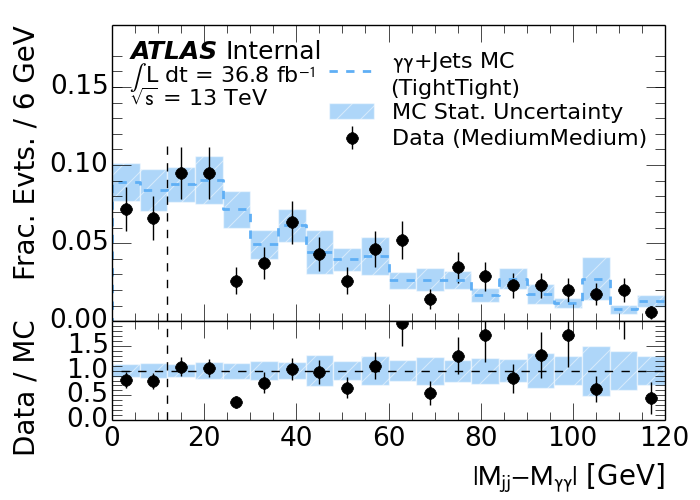 ATLAS Internal
∫L dt = 36.8 fb⁻¹
√s = 13 TeV
γγ+Jets MC
(TightTight)
MC Stat. Uncertainty
Data (MediumMedium)
Frac. Evts. / 6 GeV
0.15
0.10
0.05
0.00
Data / MC
1.5
1.0
0.5
0.0
0 20 40 60 80 100 120
|Mjj−Mγγ| [GeV]